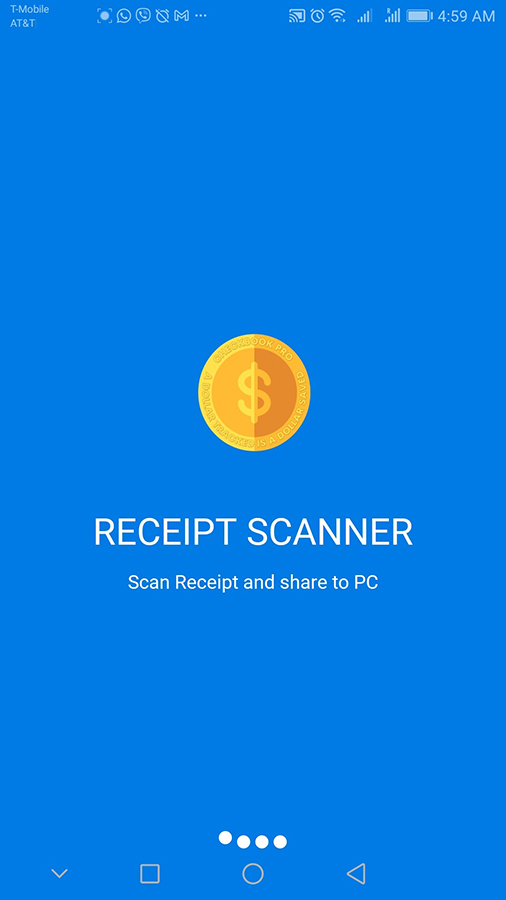 T-Mobile
AT&T
4:59 AM
CHECKBOOK PRO
A DOLLAR TRACKED IS A DOLLAR SAVED
$
RECEIPT SCANNER
Scan Receipt and share to PC